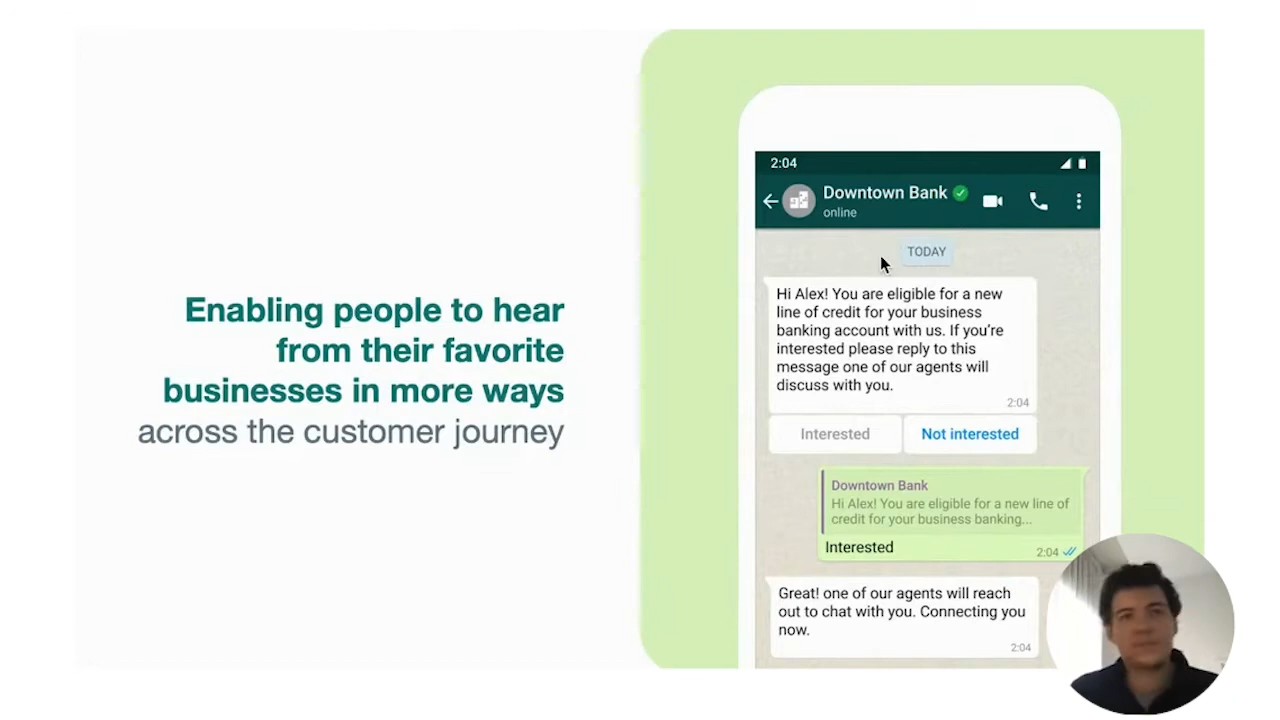 Enabling people to hear
from their favorite
businesses in more ways
across the customer journey
2:04
Downtown Bank
online
TODAY
Hi Alex! You are eligible for a new
line of credit for your business
banking account with us. If you're
interested please reply to this
message one of our agents will
discuss with you.
2:04
Interested
Not interested
Downtown Bank
Hi Alex! You are eligible for a new line of
credit for your business banking...
Interested
2:04
Great! one of our agents will reach
out to chat with you. Connecting you
now.
2:04